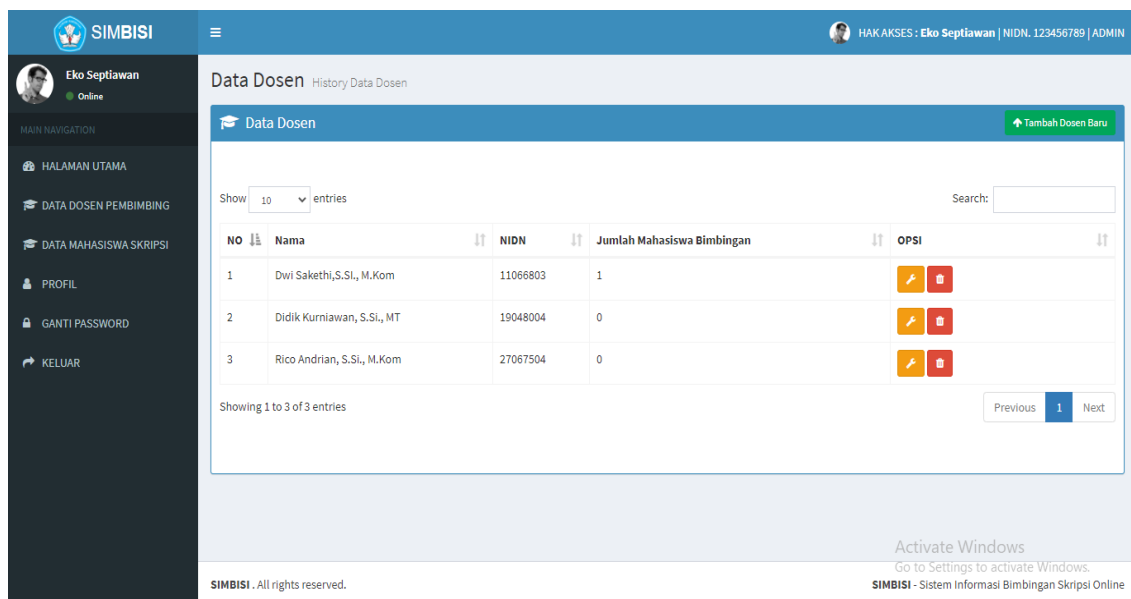 SIMBISI
HAK AKSES : Eko Septiawan | NIDN. 123456789 | ADMIN
Eko Septiawan
Online
MAIN NAVIGATION
HALAMAN UTAMA
DATA DOSEN PEMBIMBING
DATA MAHASISWA SKRIPSI
PROFIL
GANTI PASSWORD
KELUAR
Data Dosen History Data Dosen
Data Dosen
Tambah Dosen Baru
Show 10 entries
Search:
NO Nama NIDN Jumlah Mahasiswa Bimbingan OPSI
1 Dwi Sakethi,S.SI., M.Kom 11066803 1
2 Didik Kurniawan, S.Si., MT 19048004 0
3 Rico Andrian, S.Si., M.Kom 27067504 0
Showing 1 to 3 of 3 entries
Previous 1 Next
Activate Windows
Go to Settings to activate Windows.
SIMBISI . All rights reserved.
SIMBISI - Sistem Informasi Bimbingan Skripsi Online